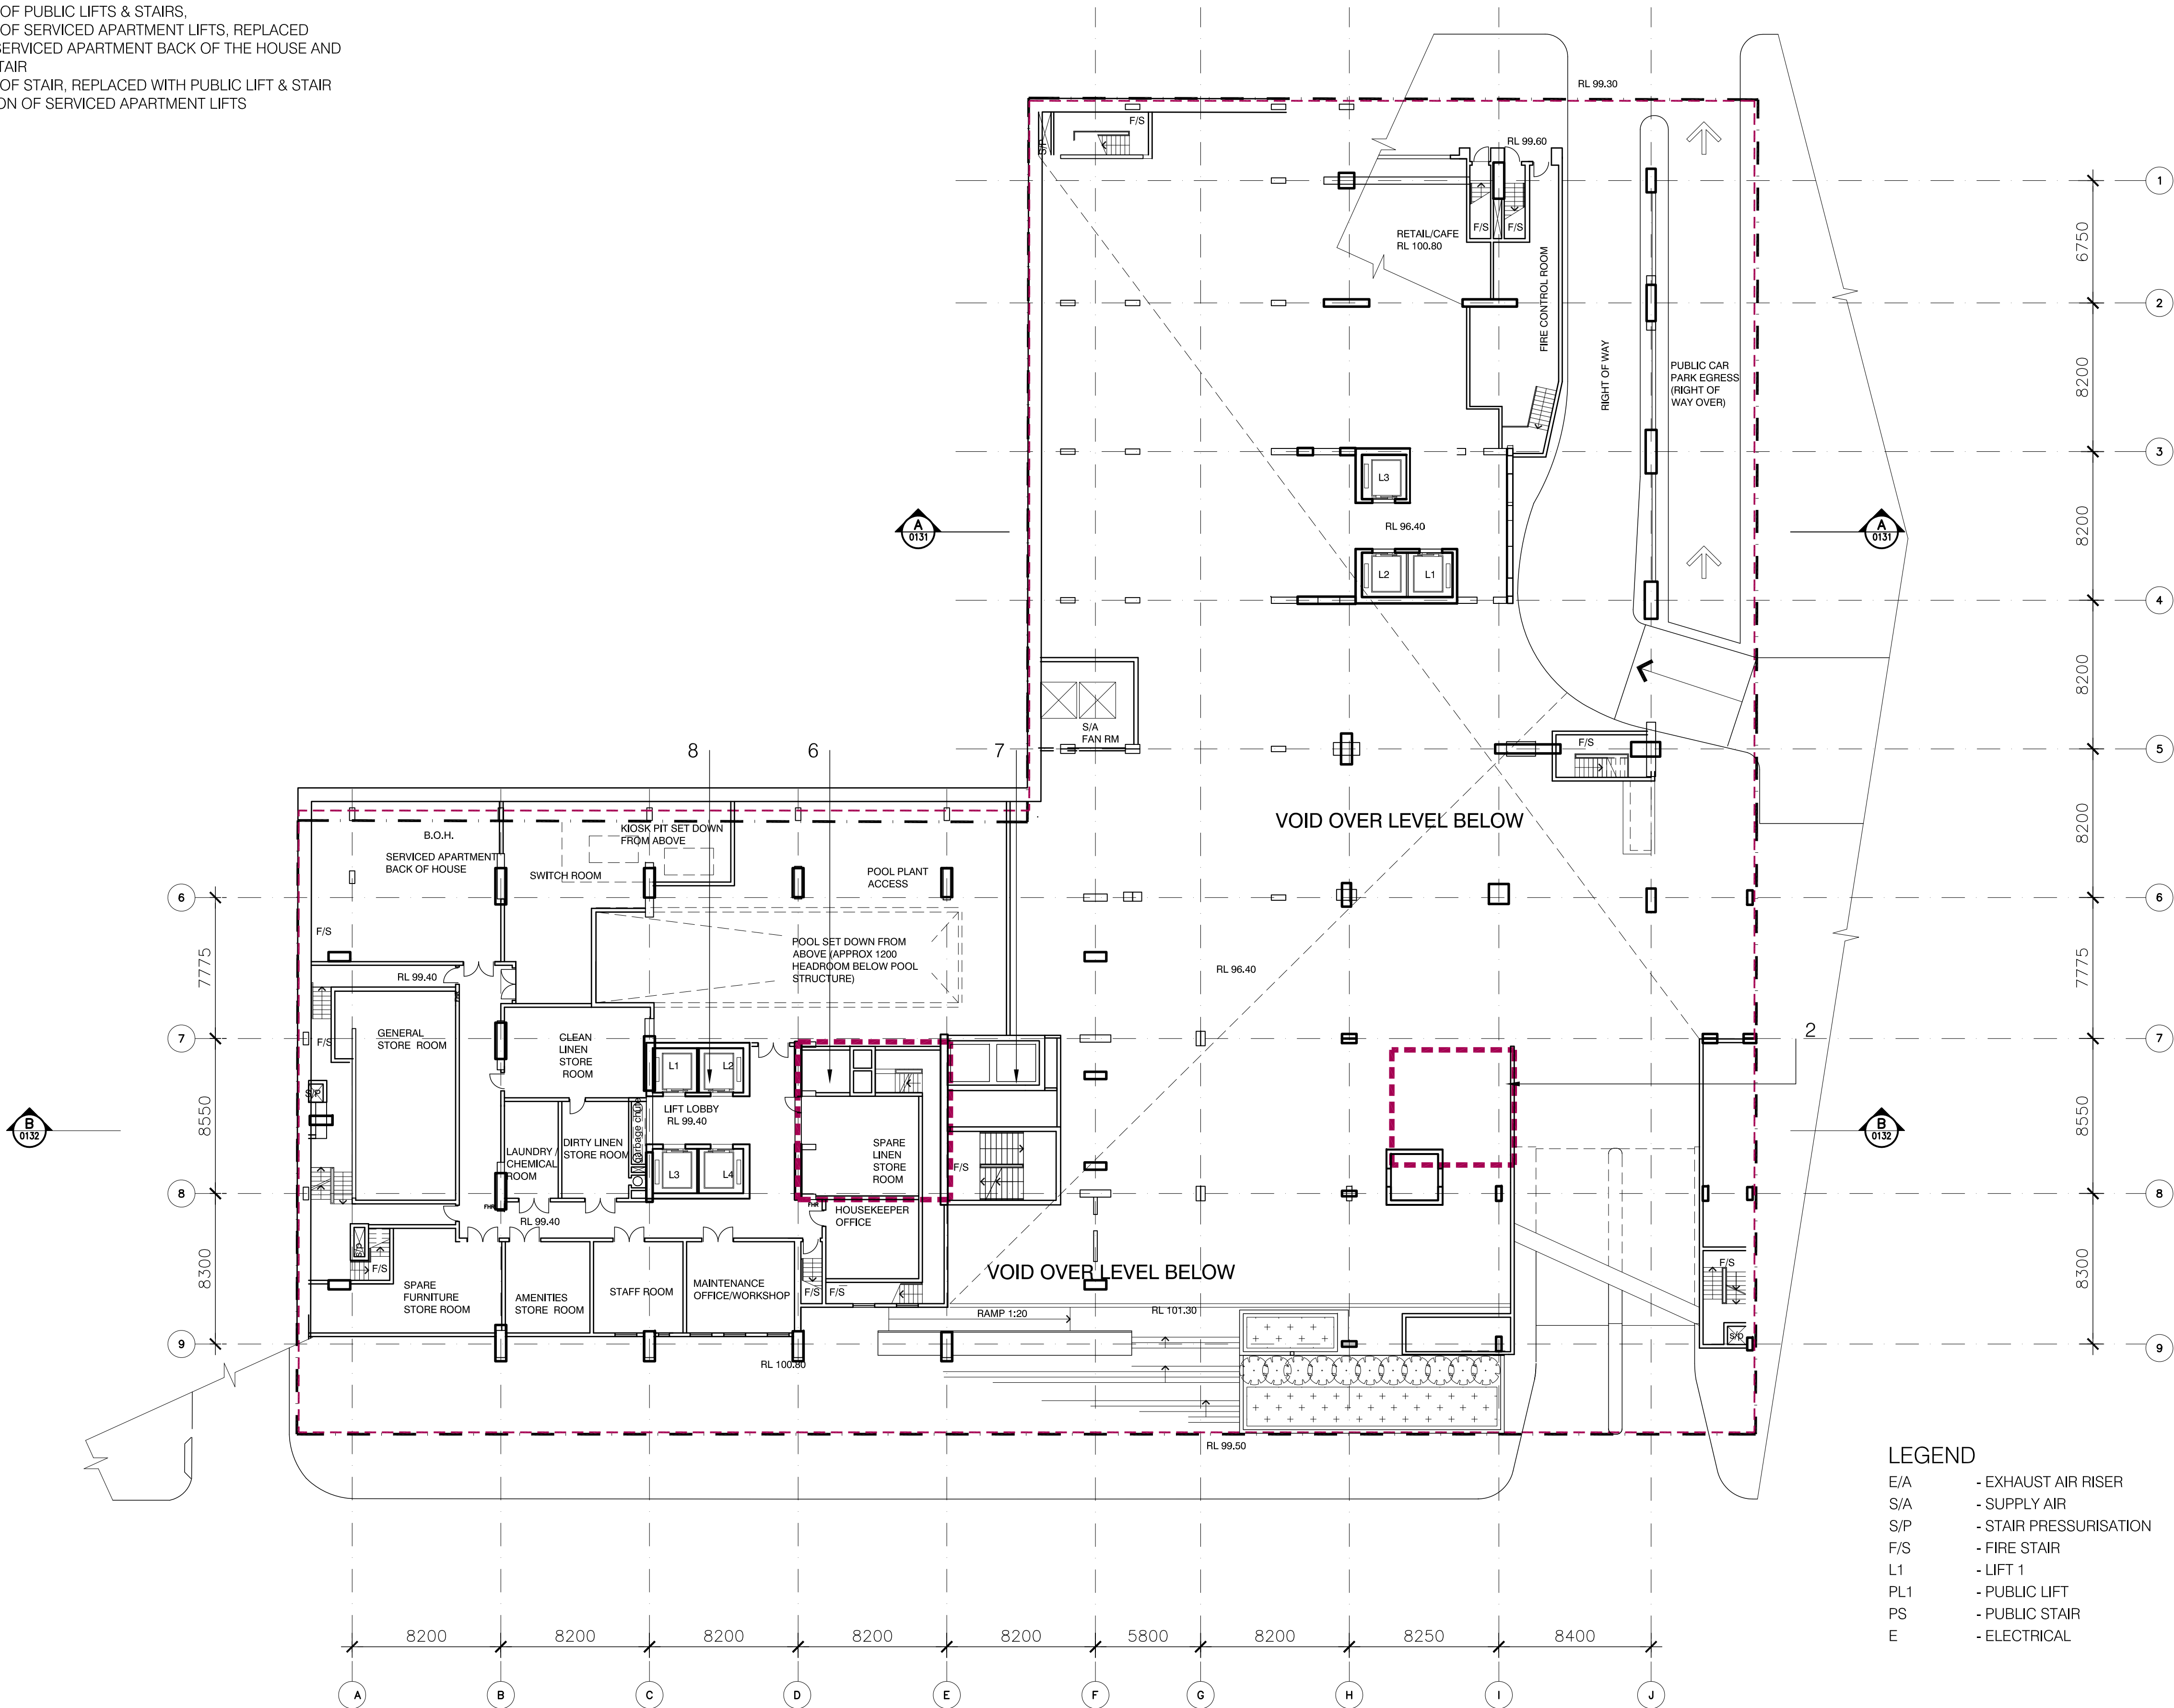 OF PUBLIC LIFTS & STAIRS,
OF SERVICED APARTMENT LIFTS, REPLACED
SERVICED APARTMENT BACK OF THE HOUSE AND
TAIR
OF STAIR, REPLACED WITH PUBLIC LIFT & STAIR
ON OF SERVICED APARTMENT LIFTS
RL 99.30
F/S
S/P
RL 99.60
1
RETAIL/CAFE
RL 100.80
F/S
F/S
FIRE CONTROL ROOM
6750
2
RIGHT OF WAY
PUBLIC CAR
PARK EGRESS
(RIGHT OF
WAY OVER)
8200
3
L3
A
0131
RL 96.40
A
0131
8200
L2
L1
4
8200
S/A
FAN RM
F/S
5
8
6
7
VOID OVER LEVEL BELOW
8200
B.O.H.
KIOSK PIT SET DOWN
FROM ABOVE
SERVICED APARTMENT
BACK OF HOUSE
SWITCH ROOM
POOL PLANT
ACCESS
6
6
F/S
POOL SET DOWN FROM
ABOVE (APPROX 1200
HEADROOM BELOW POOL
STRUCTURE)
7775
RL 99.40
RL 96.40
7775
GENERAL
STORE ROOM
CLEAN
LINEN
STORE
ROOM
7
F/S
2
7
L1
L2
S/P
8550
LIFT LOBBY
RL 99.40
garbage chute
8550
B
0132
B
0132
LAUNDRY /
CHEMICAL
ROOM
DIRTY LINEN
STORE ROOM
SPARE
LINEN
STORE
ROOM
F/S
L3
L4
8
8
FHR
RL 99.40
FHR
HOUSEKEEPER
OFFICE
S/P
F/S
8300
SPARE
FURNITURE
STORE ROOM
AMENITIES
STORE ROOM
STAFF ROOM
MAINTENANCE
OFFICE/WORKSHOP
F/S
F/S
VOID OVER LEVEL BELOW
F/S
8300
RAMP 1:20
RL 101.30
S/P
9
RL 100.80
9
RL 99.50
LEGEND
E/A - EXHAUST AIR RISER
S/A - SUPPLY AIR
S/P - STAIR PRESSURISATION
F/S - FIRE STAIR
L1 - LIFT 1
PL1 - PUBLIC LIFT
PS - PUBLIC STAIR
E - ELECTRICAL
8200 8200 8200 8200 8200 5800 8200 8250 8400
A B C D E F G H I J